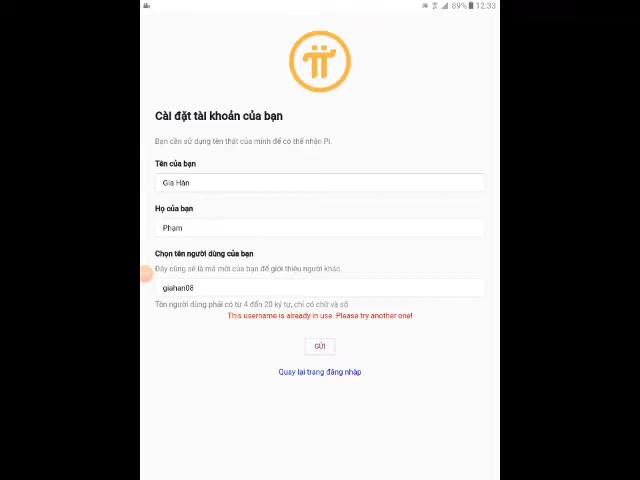 89% 12:33
Cài đặt tài khoản của bạn
Bạn cần sử dụng tên thật của mình để có thể nhận Pi.
Tên của bạn
Gia Hân
Họ của bạn
Phạm
Chọn tên người dùng của bạn
Đây cũng sẽ là mã mời của bạn để giới thiệu người khác.
giahan08
Tên người dùng phải có từ 4 đến 20 ký tự, chỉ có chữ và số
This username is already in use. Please try another one!
GỬI
Quay lại trang đăng nhập